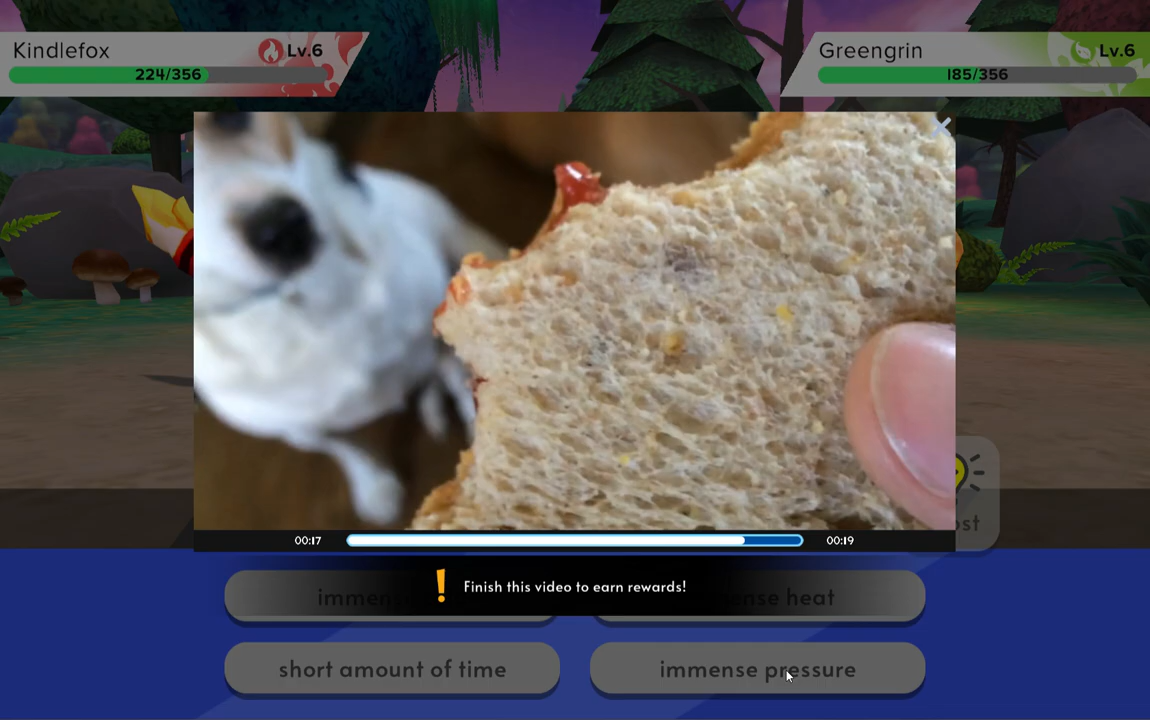 Kindlefox Lv.6
224/356
Greengrin Lv.6
185/356
00:17 00:19
Finish this video to earn rewards!
heat
short amount of time
immense pressure